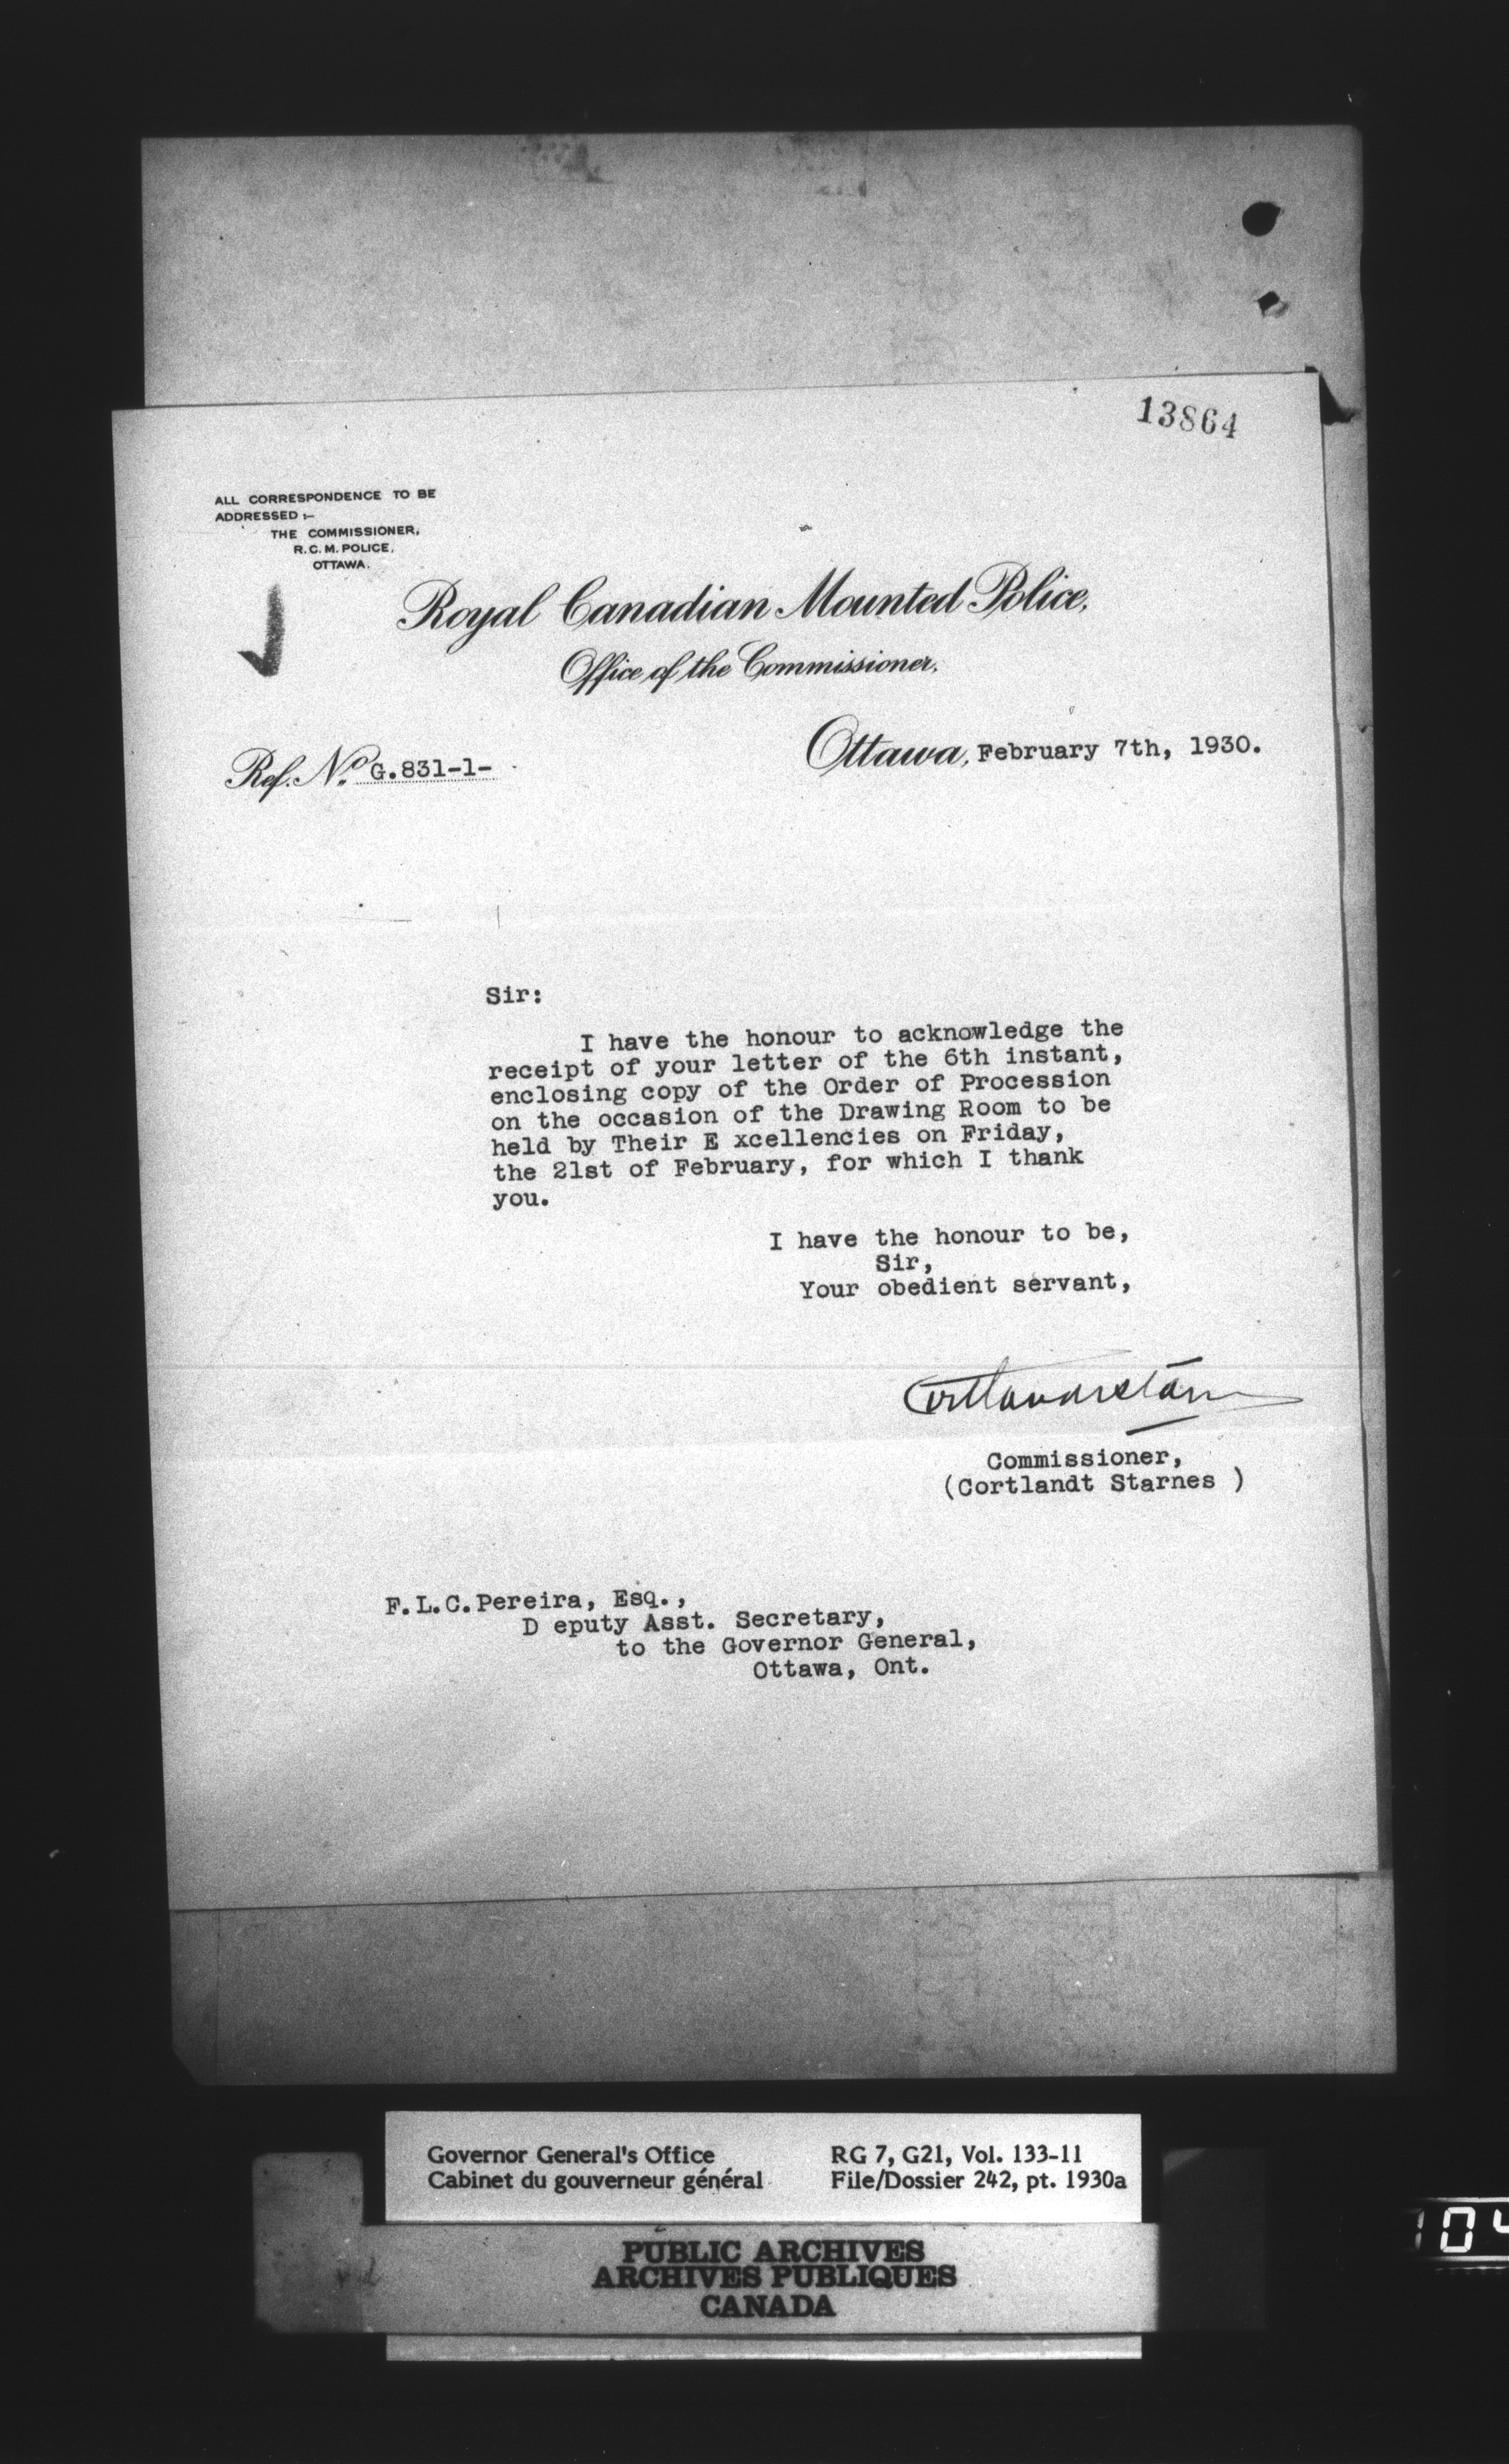 13864
ALL CORRESPONDENCE TO BE
ADDRESSED :—
THE COMMISSIONER,
R. C. M. POLICE,
OTTAWA.
Royal Canadian Mounted Police,
Office of the Commissioner,
Ottawa, February 7th, 1930.
Ref. No. G.831-1-
Sir:
I have the honour to acknowledge the
receipt of your letter of the 6th instant,
enclosing copy of the Order of Procession
on the occasion of the Drawing Room to be
held by Their E xcellencies on Friday,
the 21st of February, for which I thank
you.
I have the honour to be,
Sir,
Your obedient servant,
Commissioner,
(Cortlandt Starnes )
F.L.C.Pereira, Esq.,
D eputy Asst. Secretary,
to the Governor General,
Ottawa, Ont.
Governor General's Office RG 7, G21, Vol. 133-11
Cabinet du gouverneur général File/Dossier 242, pt. 1930a
PUBLIC ARCHIVES
ARCHIVES PUBLIQUES
CANADA